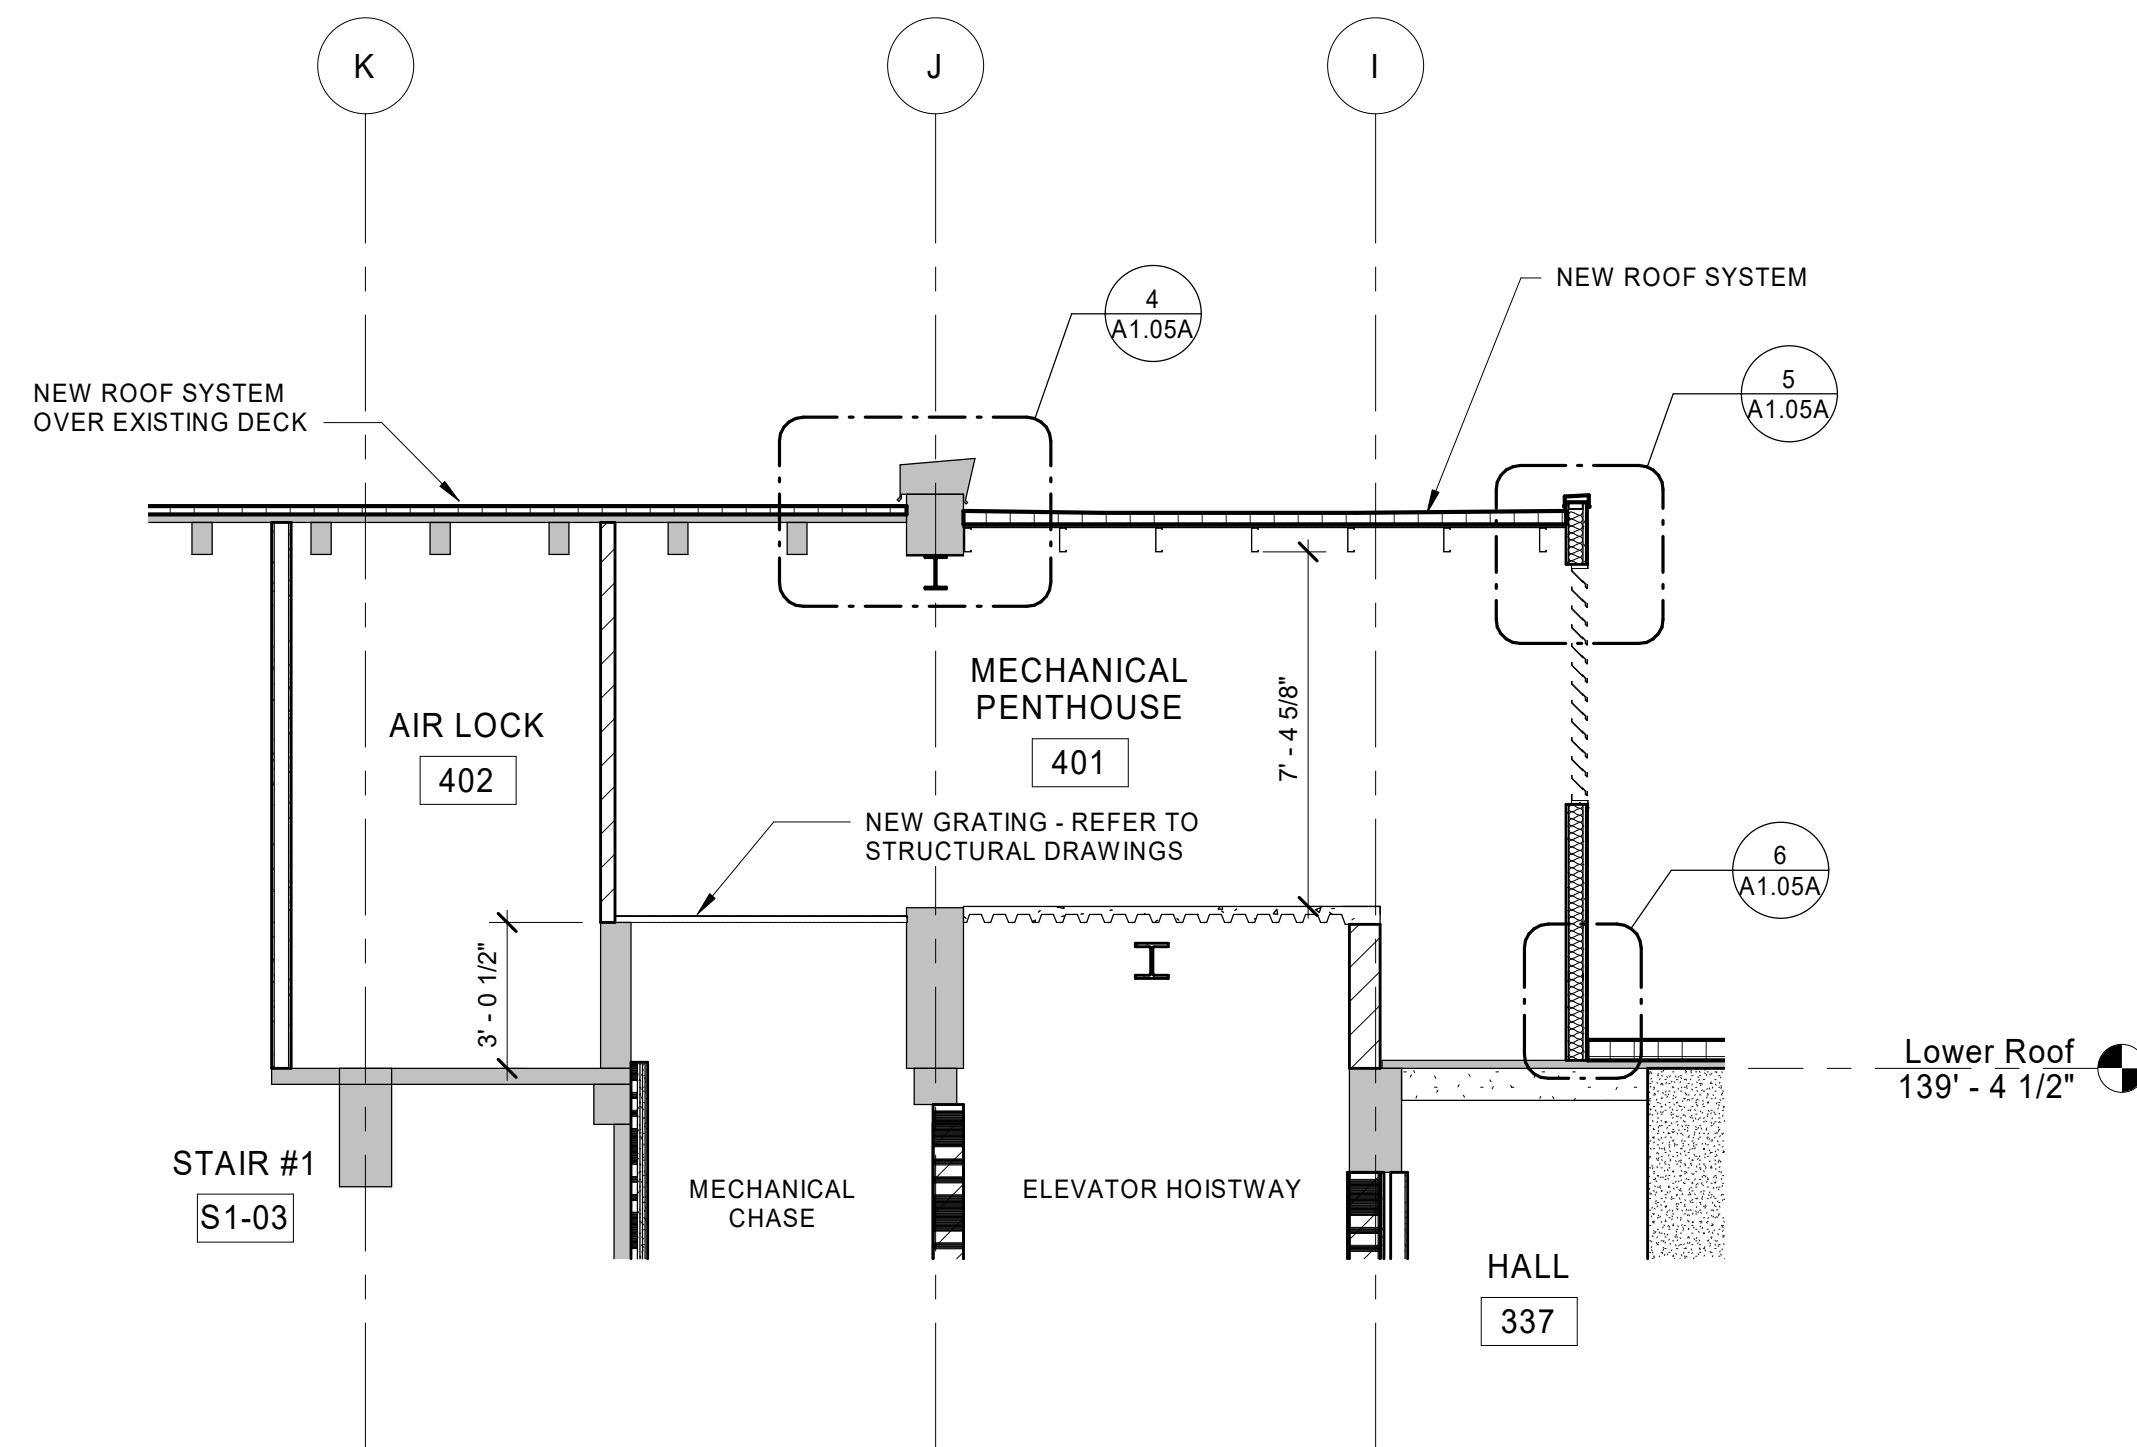 K
J
I
NEW ROOF SYSTEM
4
A1.05A
5
A1.05A
NEW ROOF SYSTEM
OVER EXISTING DECK
MECHANICAL
PENTHOUSE
401
7' - 4 5/8"
AIR LOCK
402
NEW GRATING - REFER TO
STRUCTURAL DRAWINGS
6
A1.05A
3' - 0 1/2"
Lower Roof
139' - 4 1/2"
STAIR #1
S1-03
MECHANICAL
CHASE
ELEVATOR HOISTWAY
HALL
337